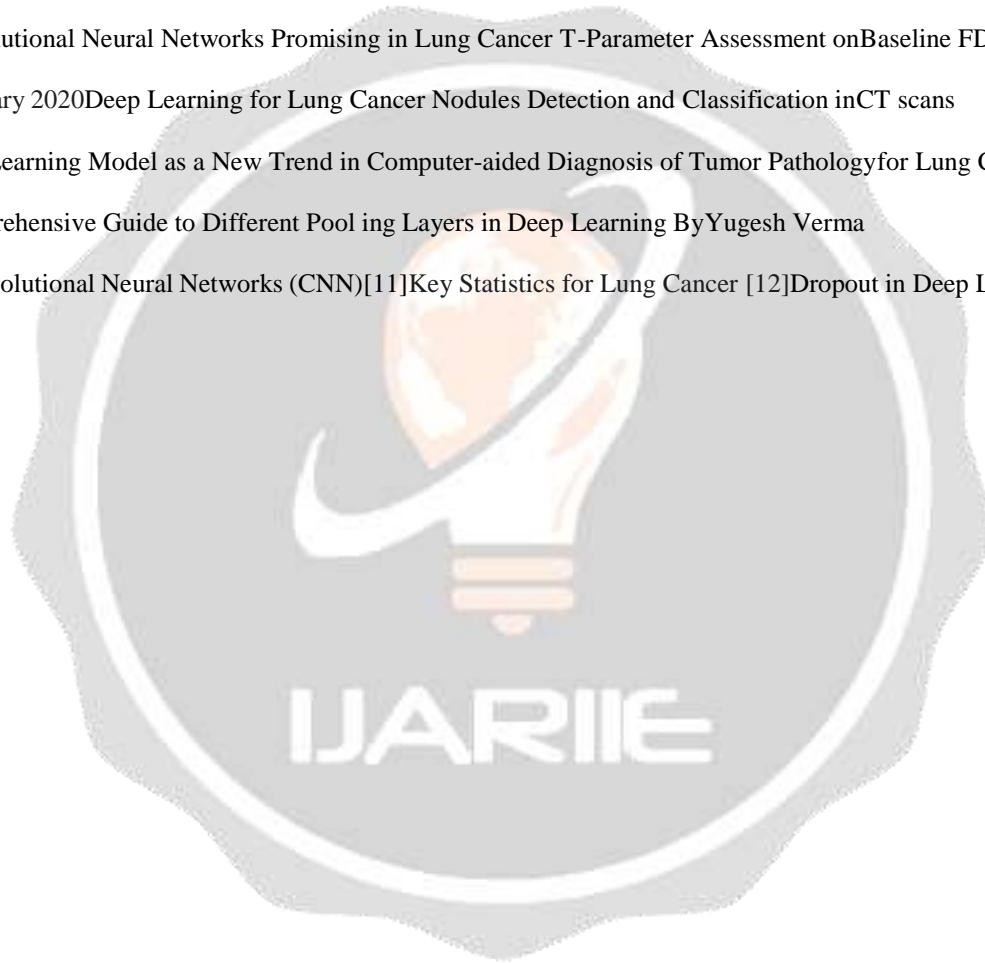 lutional Neural Networks Promising in Lung Cancer T-Parameter Assessment onBaseline FD
ary 2020Deep Learning for Lung Cancer Nodules Detection and Classification inCT scans
Learning Model as a New Trend in Computer-aided Diagnosis of Tumor Pathologyfor Lung C
rehensive Guide to Different Pool ing Layers in Deep Learning ByYugesh Verma
olutional Neural Networks (CNN)[11]Key Statistics for Lung Cancer [12]Dropout in Deep L
IJARIIE